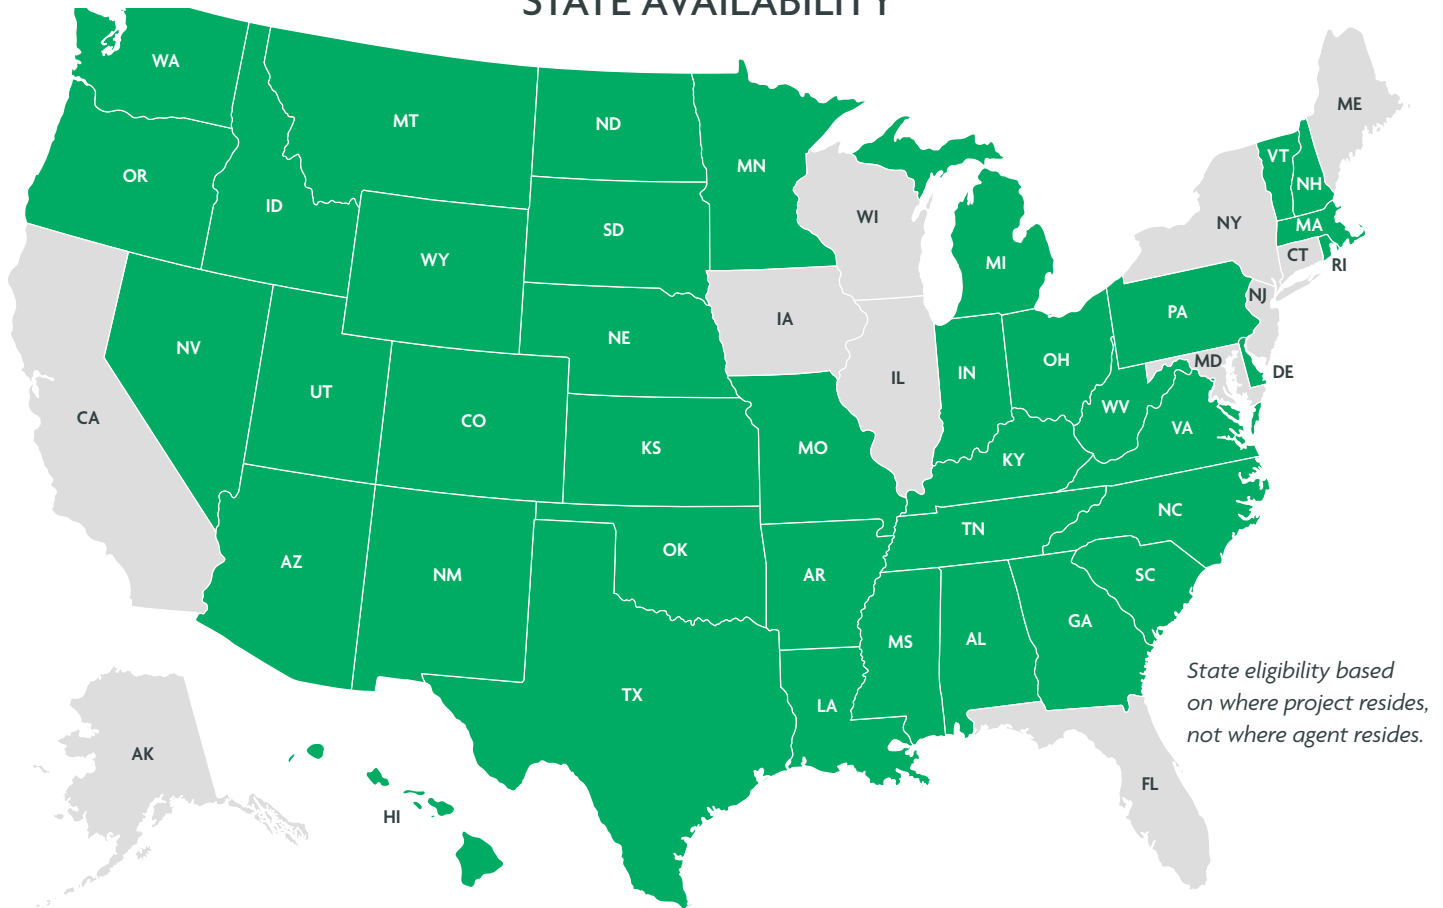 STATE AVAILABILITY
WA
MT
ND
MN
OR
ID
SD
WI
ME
VT
NH
NY
MA
CT
RI
WY
MI
NJ
PA
IA
NE
NV
UT
CO
IL
IN
OH
MD
DE
CA
KS
MO
WV
VA
KY
NC
TN
AZ
NM
OK
AR
SC
MS
AL
GA
TX
LA
State eligibility based
on where project resides,
not where agent resides.
AK
HI
FL